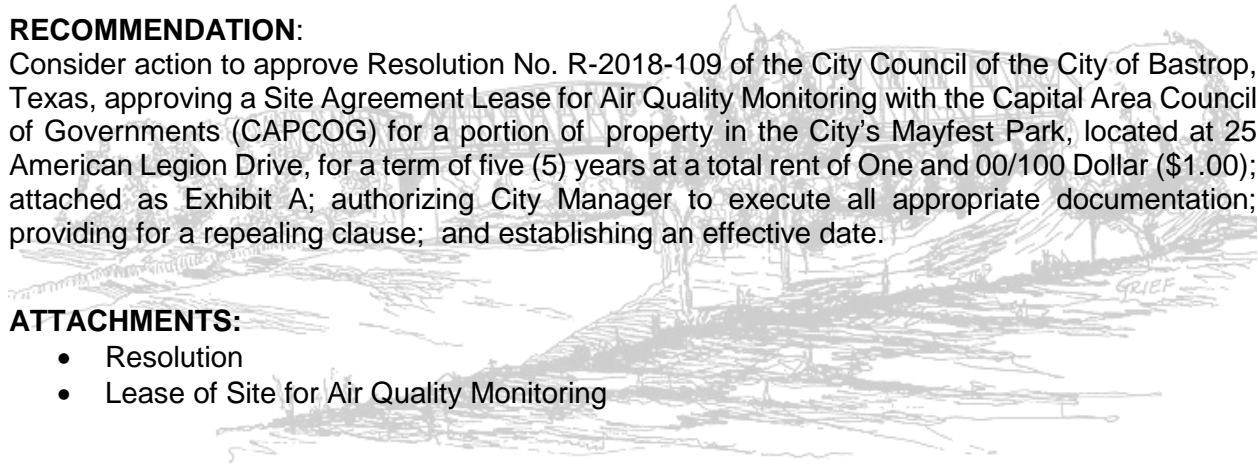 RECOMMENDATION:
Consider action to approve Resolution No. R-2018-109 of the City Council of the City of Bastrop,
Texas, approving a Site Agreement Lease for Air Quality Monitoring with the Capital Area Council
of Governments (CAPCOG) for a portion of property in the City's Mayfest Park, located at 25
American Legion Drive, for a term of five (5) years at a total rent of One and 00/100 Dollar ($1.00);
attached as Exhibit A; authorizing City Manager to execute all appropriate documentation;
providing for a repealing clause; and establishing an effective date.
GRIEF
ATTACHMENTS:
• Resolution
• Lease of Site for Air Quality Monitoring